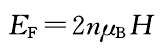 E_F = 2nμ_B H